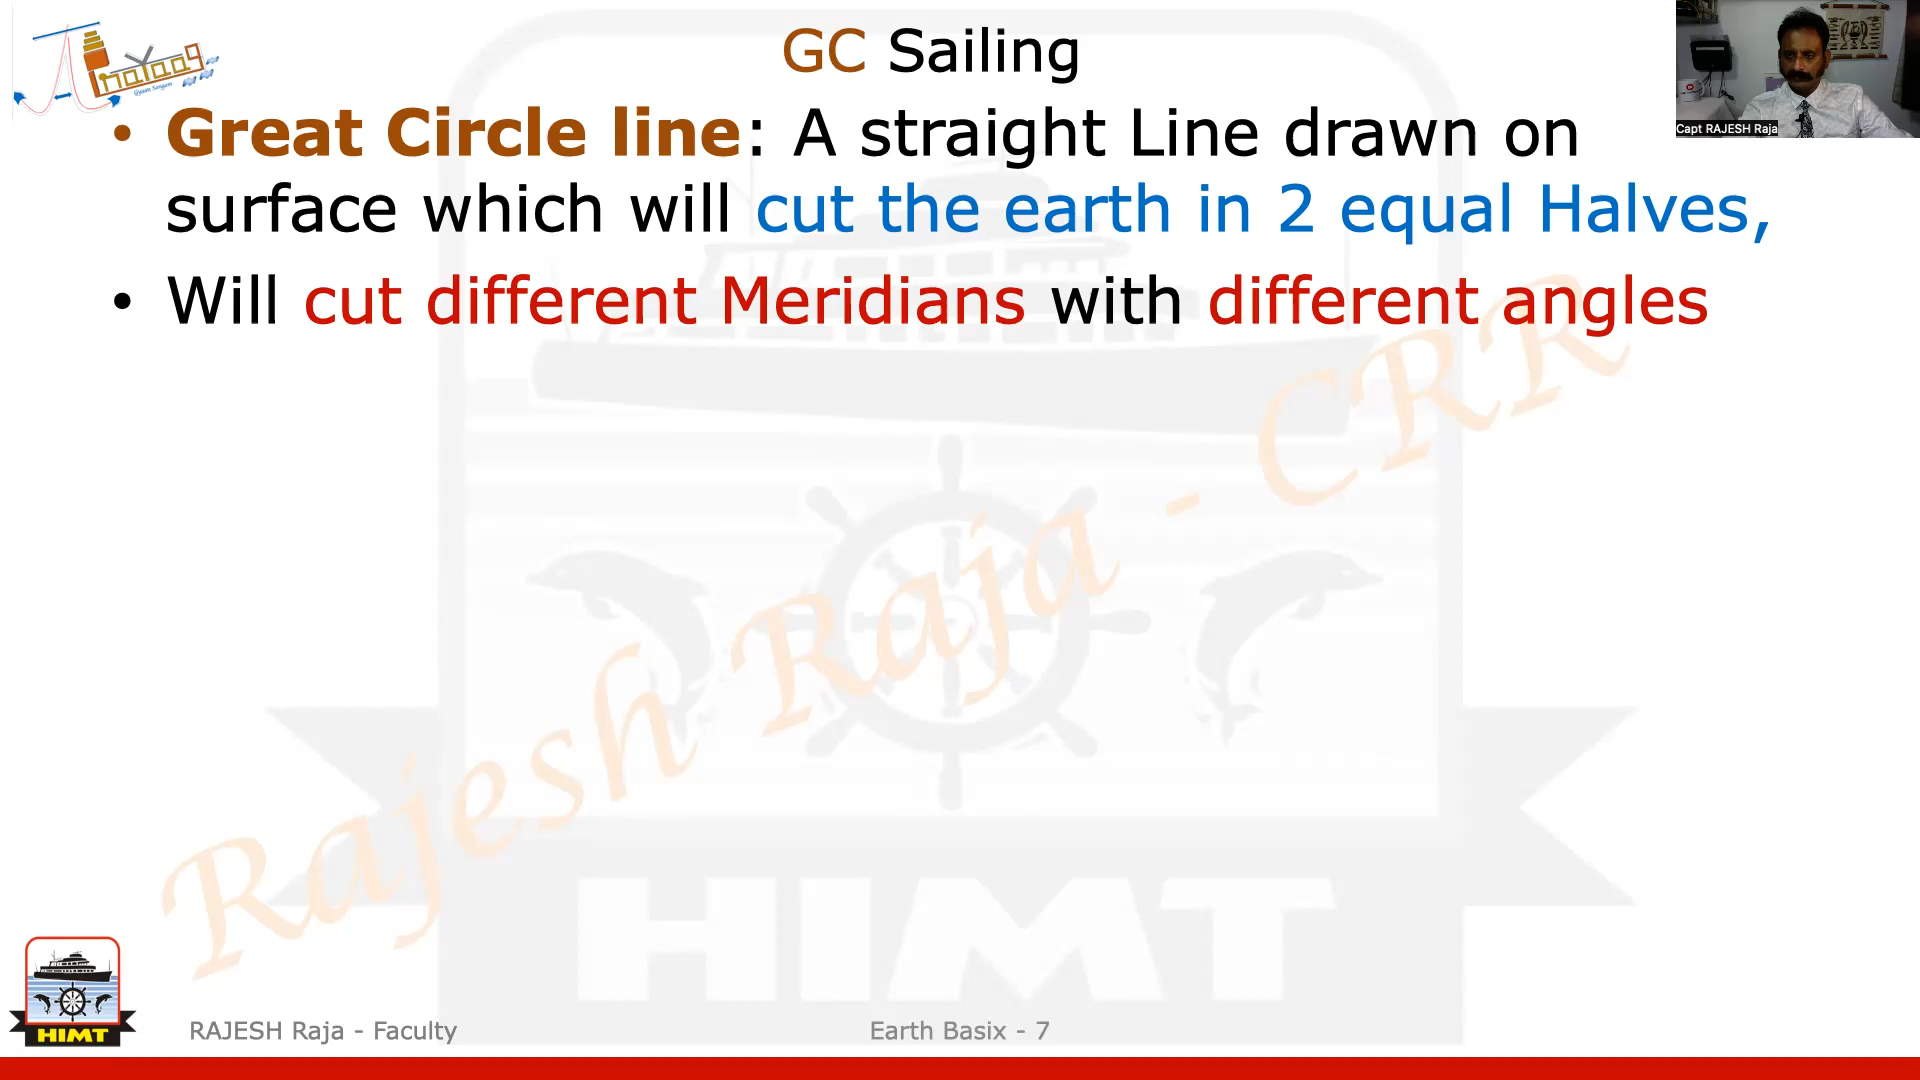 GC Sailing
Capt RAJESH Raja
• Great Circle line: A straight Line drawn on
surface which will cut the earth in 2 equal Halves,
• Will cut different Meridians with different angles
Rajesh Raja - CRR
HIMT
HIMT
RAJESH Raja - Faculty
Earth Basix - 7